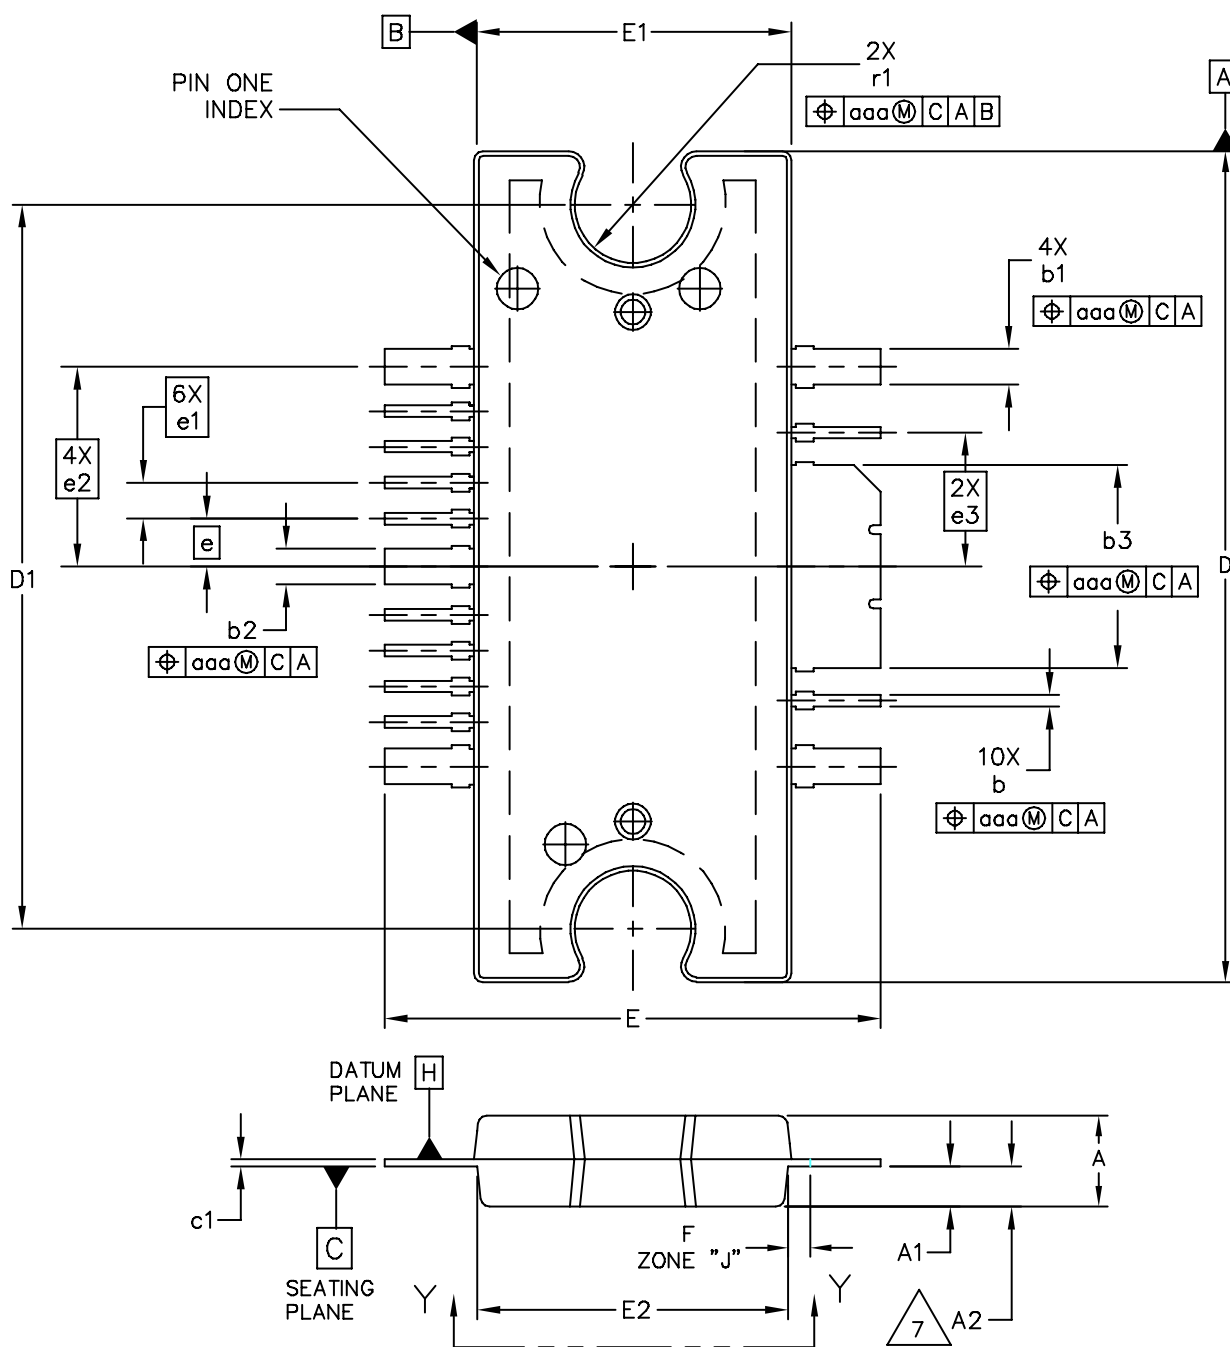 B
E1
2X
r1
⌖ aaa Ⓜ C A B
A
PIN ONE
INDEX
4X
b1
⌖ aaa Ⓜ C A
6X
e1
4X
e2
2X
e3
e
b3
⌖ aaa Ⓜ C A
D1
D
b2
⌖ aaa Ⓜ C A
10X
b
⌖ aaa Ⓜ C A
E
DATUM
PLANE
H
A
c1
C
SEATING
PLANE
F
ZONE "J"
A1
Y
Y
E2
7
A2